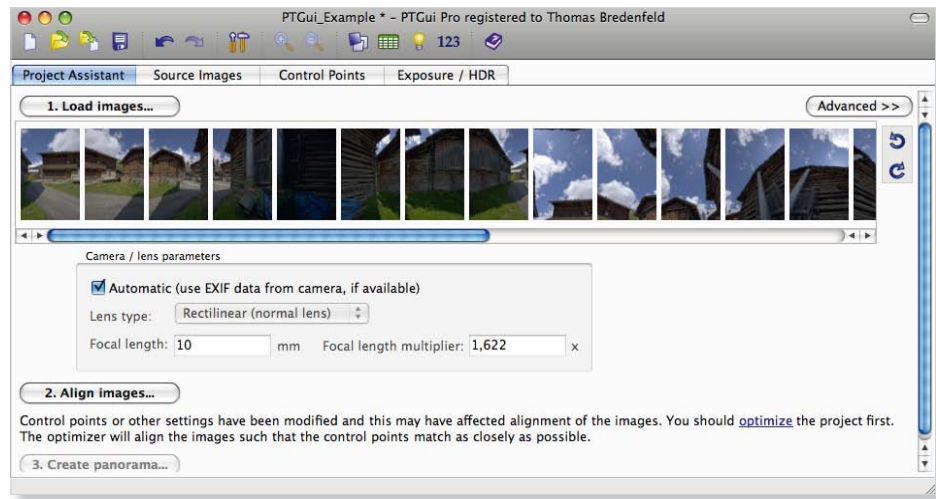 PTGui_Example * – PTGui Pro registered to Thomas Bredenfeld
123
Project Assistant Source Images Control Points Exposure / HDR
1. Load images... Advanced >>
Camera / lens parameters
Automatic (use EXIF data from camera, if available)
Lens type: Rectilinear (normal lens)
Focal length: 10 mm Focal length multiplier: 1,622 x
2. Align images...
Control points or other settings have been modified and this may have affected alignment of the images. You should optimize the project first.
The optimizer will align the images such that the control points match as closely as possible.
3. Create panorama...